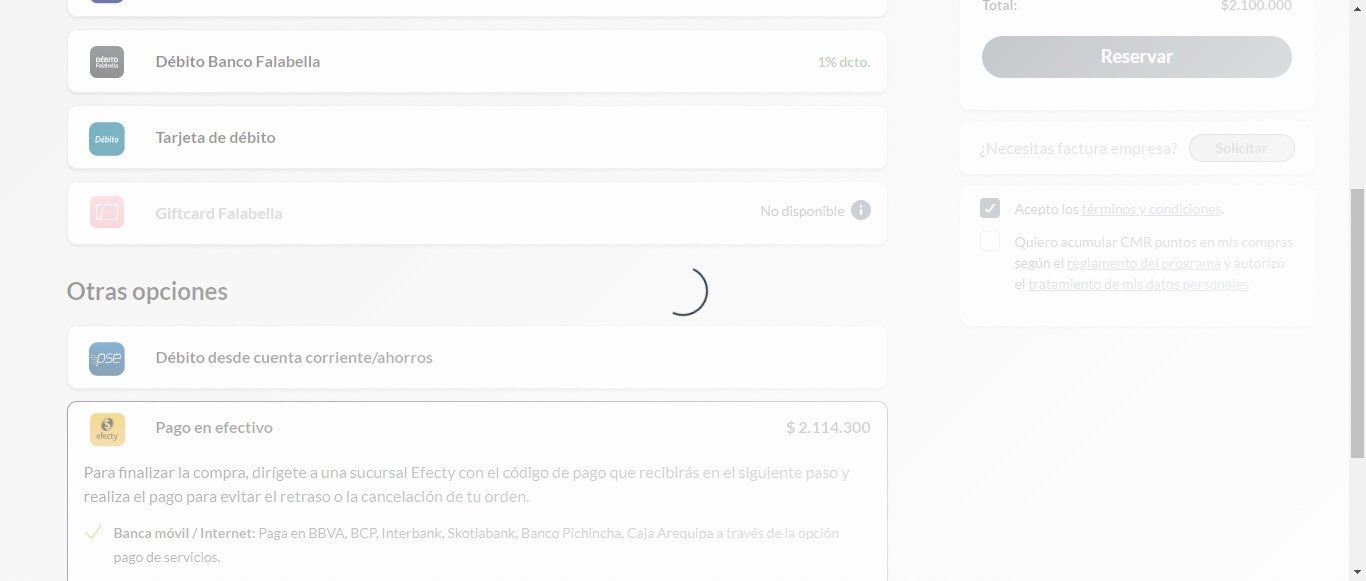 Total: $2.100.000
DÉBITO
Falabella
Débito Banco Falabella 1% dcto.
Reservar
Débito
Tarjeta de débito
¿Necesitas factura empresa? Solicitar
Giftcard Falabella No disponible i
Acepto los términos y condiciones.
Quiero acumular CMR puntos en mis compras
según el reglamento del programa y autorizo
el tratamiento de mis datos personales
Otras opciones
pse
Débito desde cuenta corriente/ahorros
efecty
Pago en efectivo $ 2.114.300
Para finalizar la compra, dirígete a una sucursal Efecty con el código de pago que recibirás en el siguiente paso y
realiza el pago para evitar el retraso o la cancelación de tu orden.
Banca móvil / Internet: Paga en BBVA, BCP, Interbank, Skotiabank, Banco Pichincha, Caja Arequipa a través de la opción
pago de servicios.